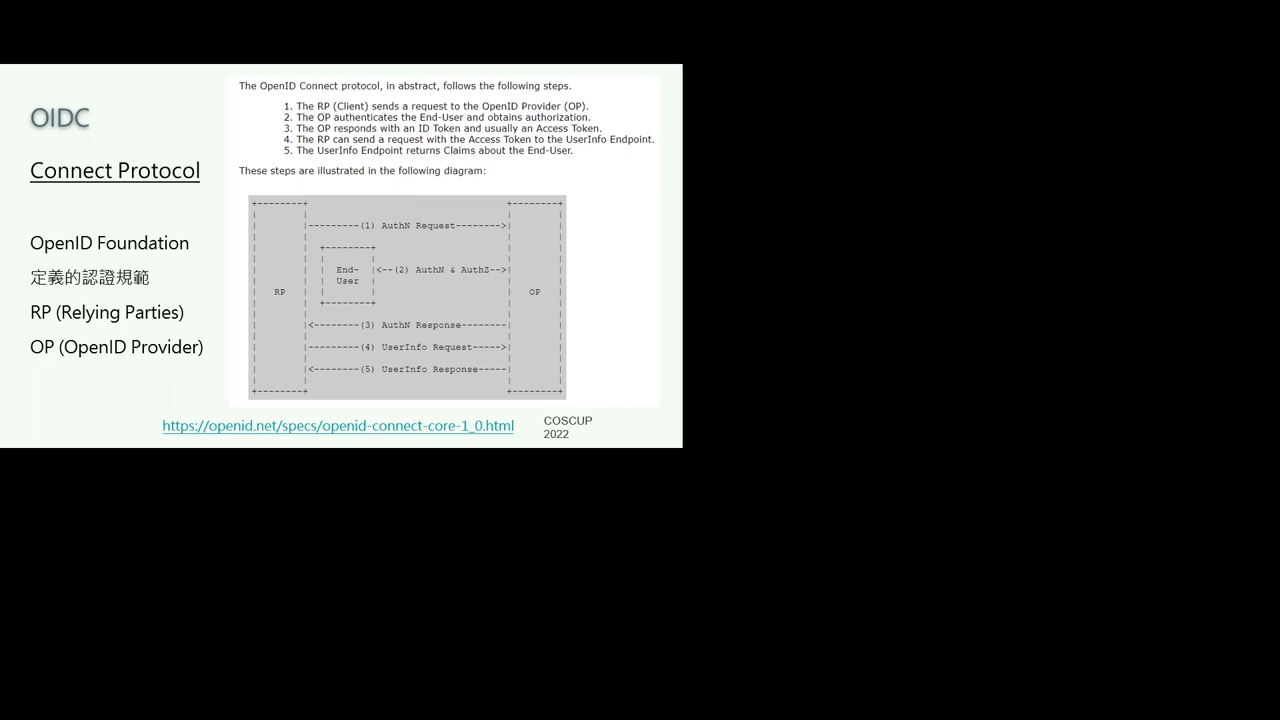 OIDC
Connect Protocol
OpenID Foundation
定義的認證規範
RP (Relying Parties)
OP (OpenID Provider)
The OpenID Connect protocol, in abstract, follows the following steps.
1. The RP (Client) sends a request to the OpenID Provider (OP).
2. The OP authenticates the End-User and obtains authorization.
3. The OP responds with an ID Token and usually an Access Token.
4. The RP can send a request with the Access Token to the UserInfo Endpoint.
5. The UserInfo Endpoint returns Claims about the End-User.
These steps are illustrated in the following diagram:
(1) AuthN Request
End-
User
(2) AuthN & AuthZ
RP
OP
(3) AuthN Response
(4) UserInfo Request
(5) UserInfo Response
https://openid.net/specs/openid-connect-core-1_0.html
COSCUP
2022